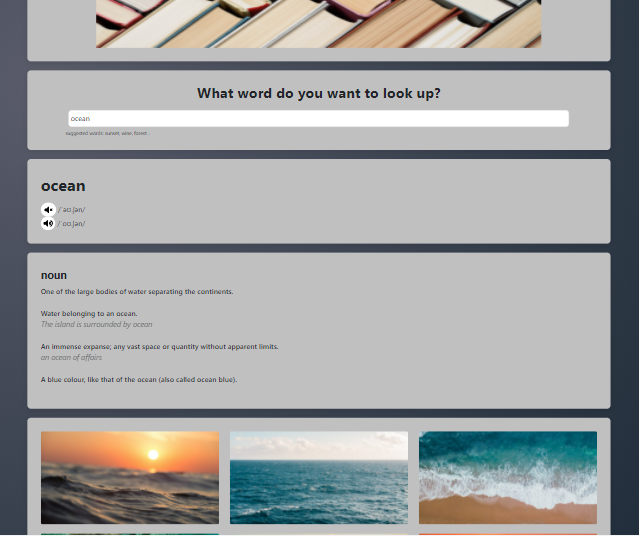 What word do you want to look up?
ocean
suggested words: sunset, wine, forest..
ocean
/ˈəʊ.ʃən/
/ˈoʊ.ʃən/
noun
One of the large bodies of water separating the continents.
Water belonging to an ocean.
The island is surrounded by ocean
An immense expanse; any vast space or quantity without apparent limits.
an ocean of affairs
A blue colour, like that of the ocean (also called ocean blue).